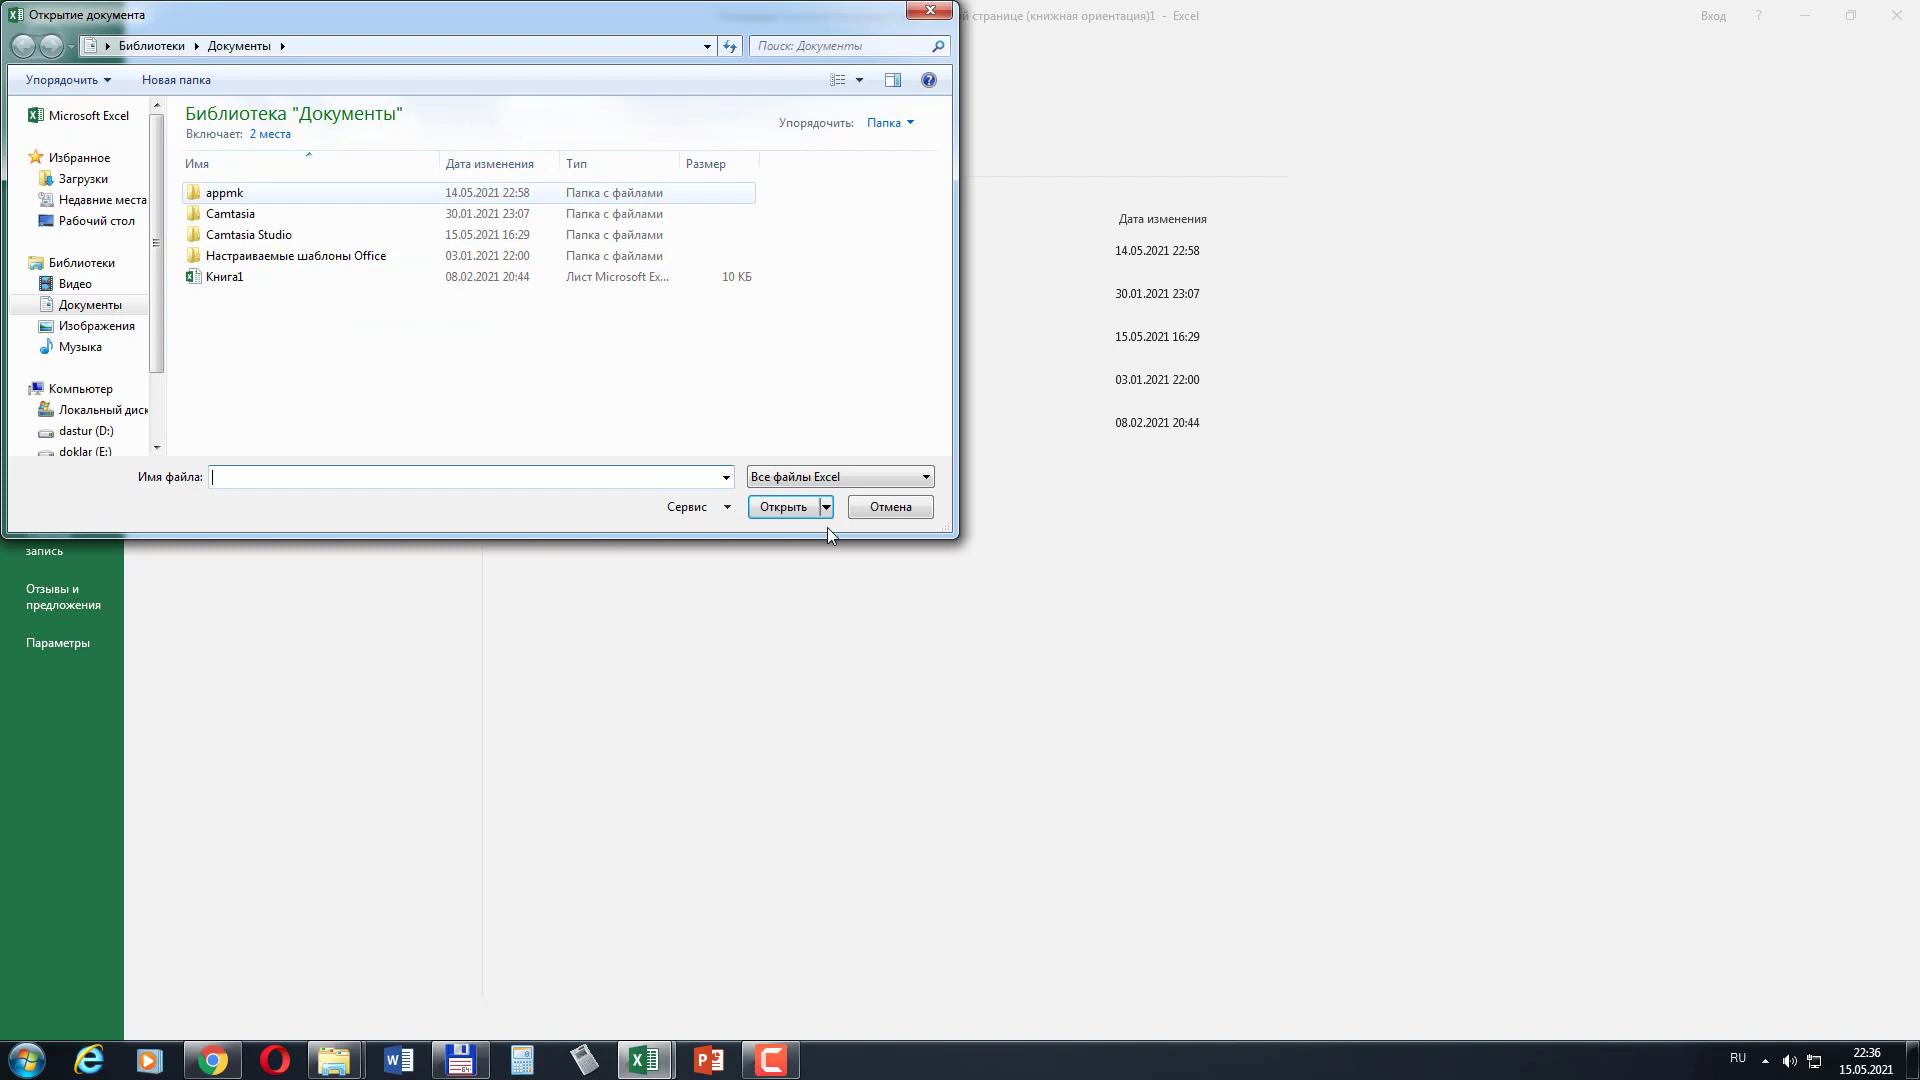 Открытие документа
й странице (книжная ориентация)1 - Excel
Вход
?
Библиотеки
Документы
Поиск: Документы
Упорядочить
Новая папка
Microsoft Excel
Избранное
Загрузки
Недавние места
Рабочий стол
Библиотеки
Видео
Документы
Изображения
Музыка
Компьютер
Локальный диск
dastur (D:)
doklar (E:)
Библиотека "Документы"
Включает: 2 места
Упорядочить: Папка
Имя Дата изменения Тип Размер
appmk 14.05.2021 22:58 Папка с файлами
Camtasia 30.01.2021 23:07 Папка с файлами
Camtasia Studio 15.05.2021 16:29 Папка с файлами
Настраиваемые шаблоны Office 03.01.2021 22:00 Папка с файлами
Книга1 08.02.2021 20:44 Лист Microsoft Ex... 10 КБ
Имя файла:
Все файлы Excel
Сервис
Открыть
Отмена
Дата изменения
14.05.2021 22:58
30.01.2021 23:07
15.05.2021 16:29
03.01.2021 22:00
08.02.2021 20:44
запись
Отзывы и
предложения
Параметры
RU
22:36
15.05.2021